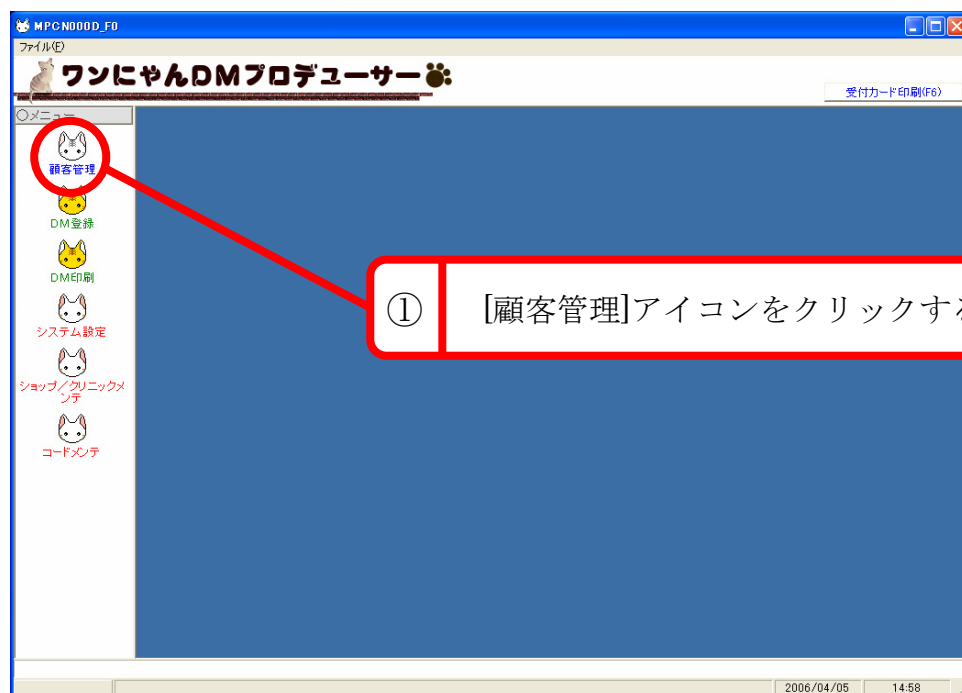 MPCN000D_F0
ファイル(F)
ワンにゃんDMプロデューサー
受付カード印刷(F6)
○メニュー
顧客管理
DM登録
DM印刷
システム設定
ショップ/クリニックメ
ンテ
コードメンテ
① [顧客管理]アイコンをクリックする
2006/04/05 14:58